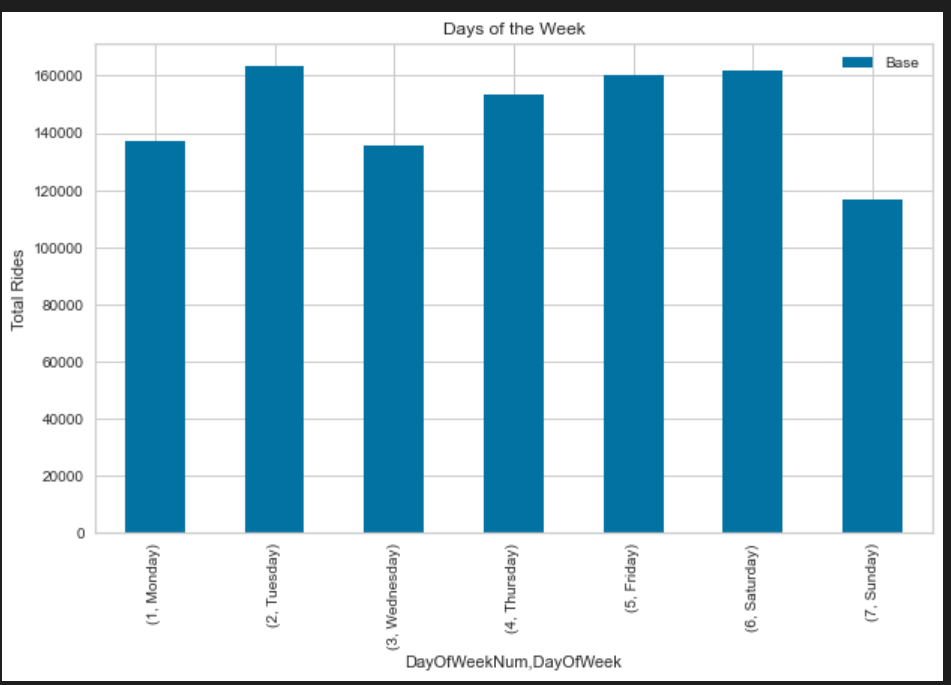 Days of the Week
Base
Total Rides
160000
140000
120000
100000
80000
60000
40000
20000
0
(1, Monday)
(2, Tuesday)
(3, Wednesday)
(4, Thursday)
(5, Friday)
(6, Saturday)
(7, Sunday)
DayOfWeekNum,DayOfWeek